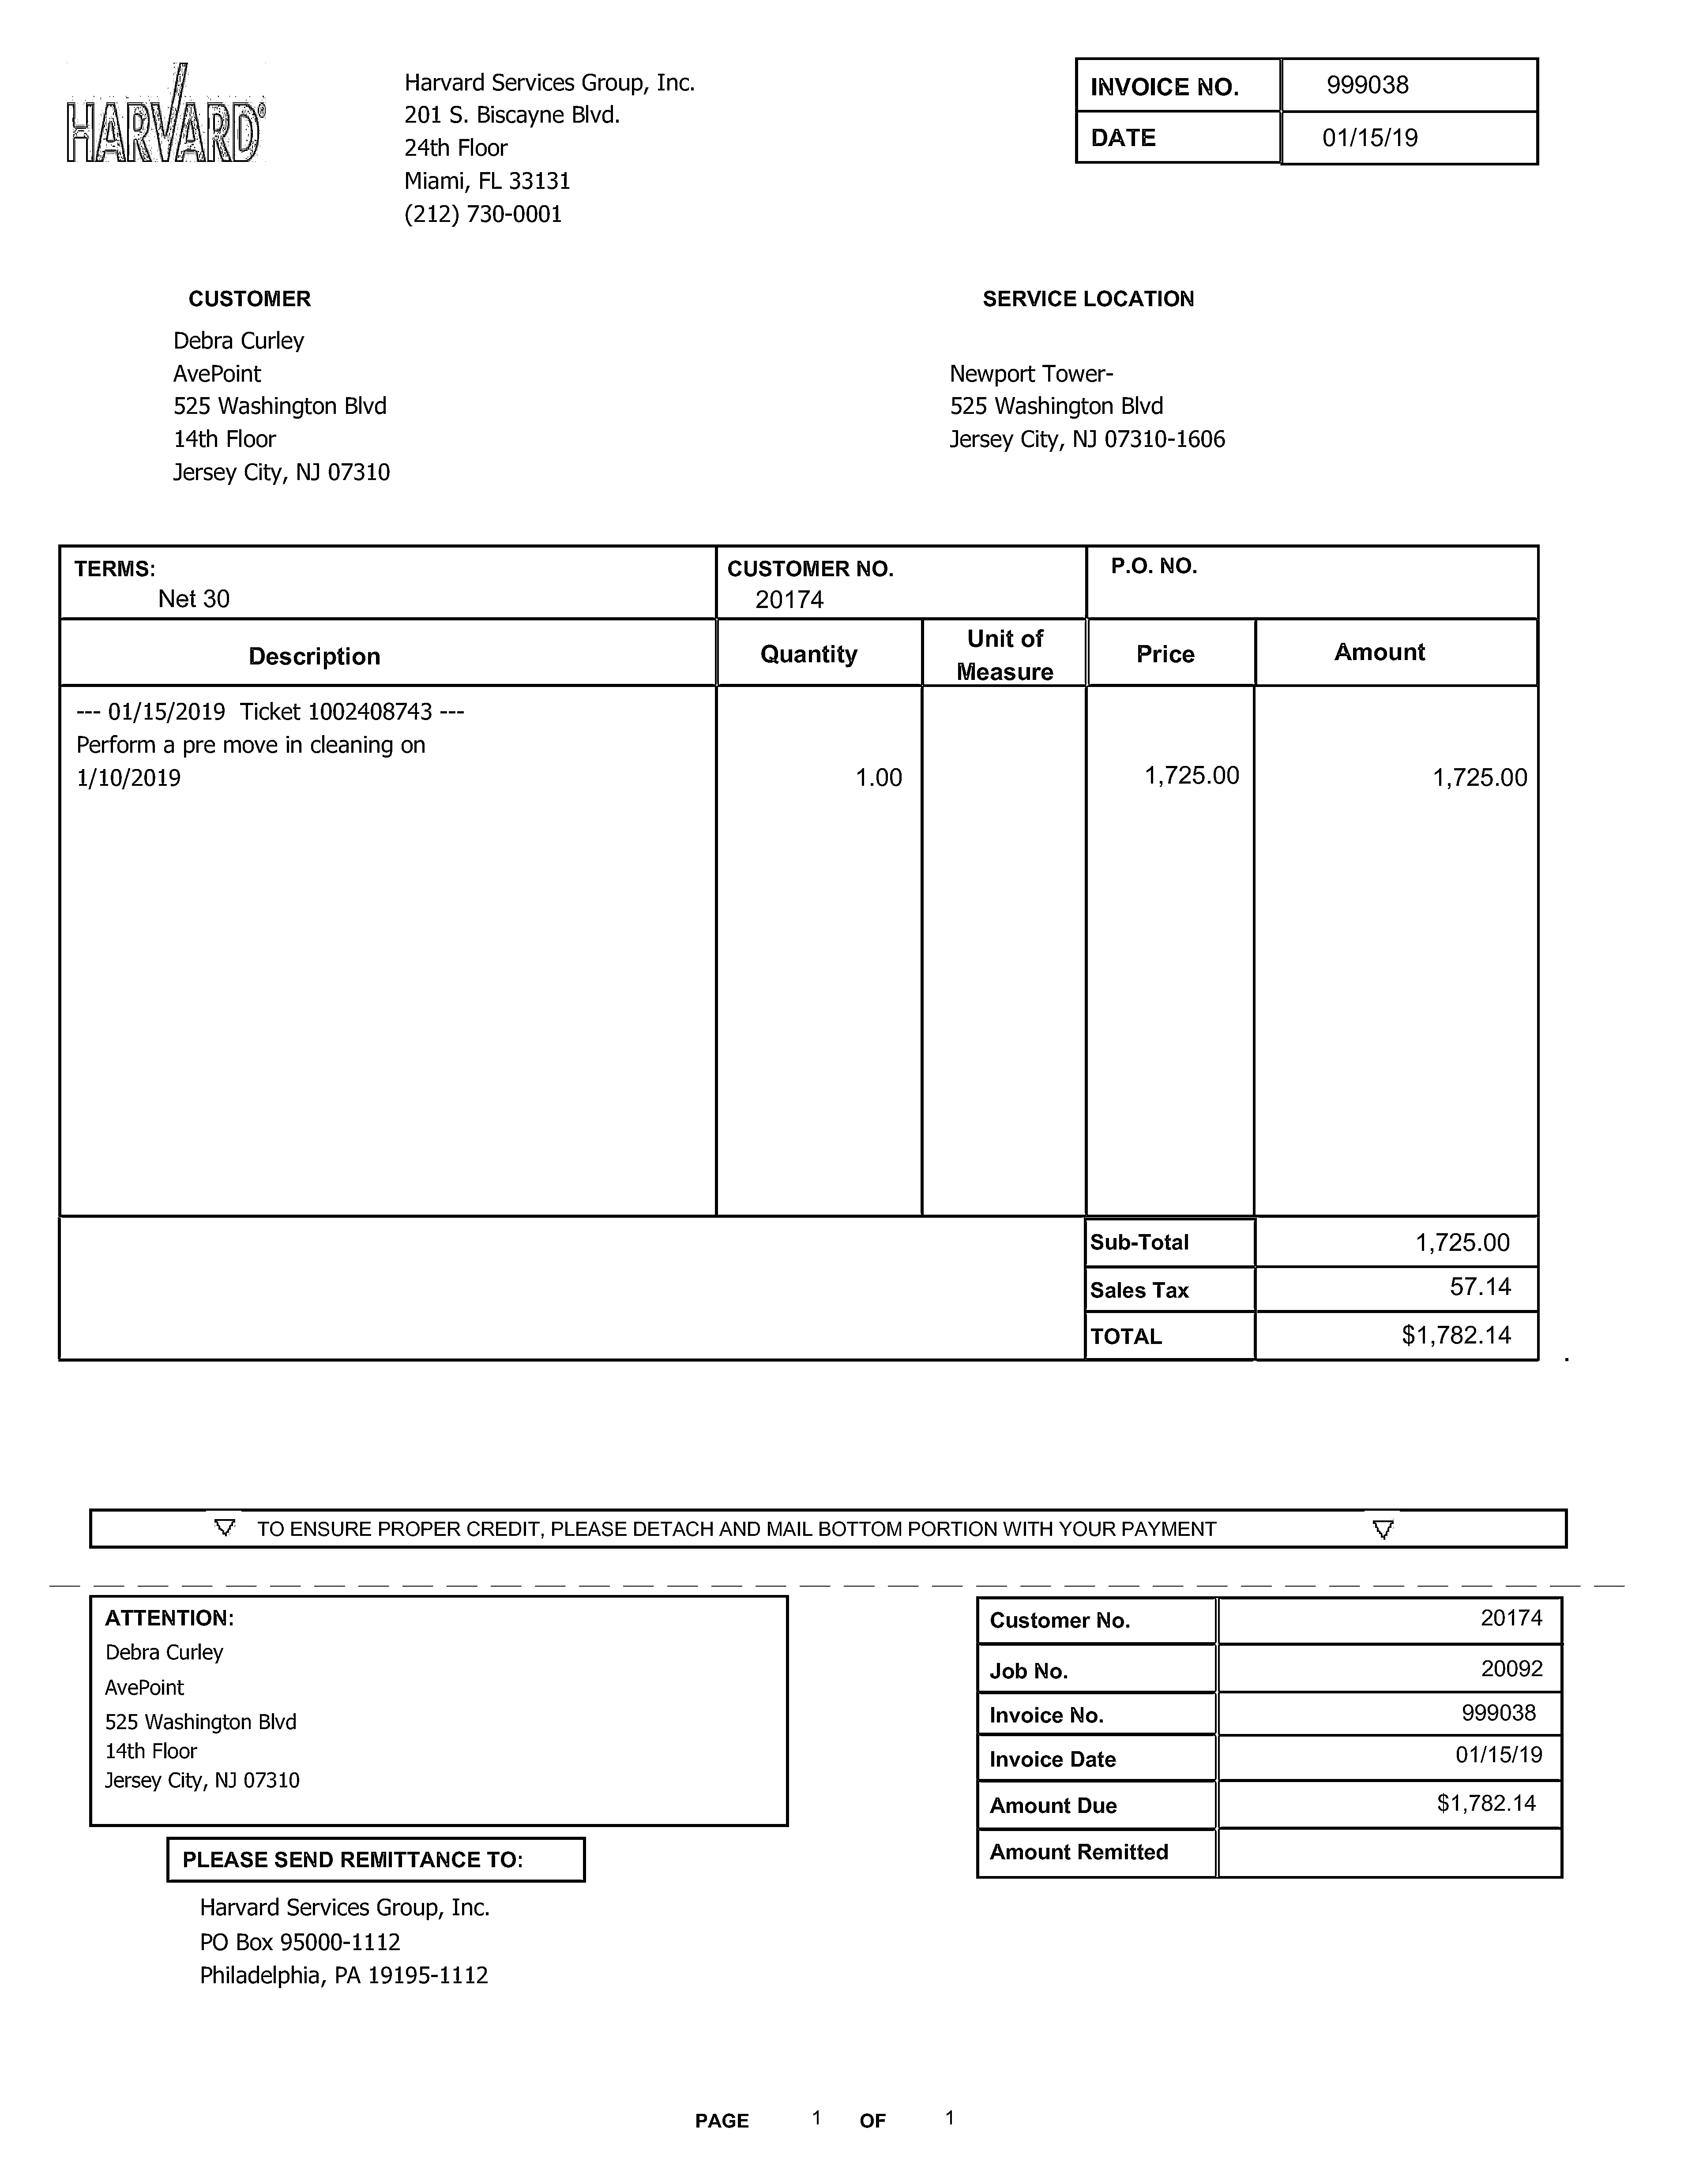 HARVARD®
Harvard Services Group, Inc.
201 S. Biscayne Blvd.
24th Floor
Miami, FL 33131
(212) 730-0001
INVOICE NO. 999038
DATE 01/15/19
CUSTOMER
Debra Curley
AvePoint
525 Washington Blvd
14th Floor
Jersey City, NJ 07310
SERVICE LOCATION
Newport Tower-
525 Washington Blvd
Jersey City, NJ 07310-1606
TERMS:
Net 30
CUSTOMER NO.
20174
P.O. NO.
Description Quantity Unit of Measure Price Amount
--- 01/15/2019 Ticket 1002408743 ---
Perform a pre move in cleaning on
1/10/2019 1.00 1,725.00 1,725.00
Sub-Total 1,725.00
Sales Tax 57.14
TOTAL $1,782.14
.
TO ENSURE PROPER CREDIT, PLEASE DETACH AND MAIL BOTTOM PORTION WITH YOUR PAYMENT
ATTENTION:
Debra Curley
AvePoint
525 Washington Blvd
14th Floor
Jersey City, NJ 07310
Customer No. 20174
Job No. 20092
Invoice No. 999038
Invoice Date 01/15/19
Amount Due $1,782.14
Amount Remitted
PLEASE SEND REMITTANCE TO:
Harvard Services Group, Inc.
PO Box 95000-1112
Philadelphia, PA 19195-1112
PAGE 1 OF 1